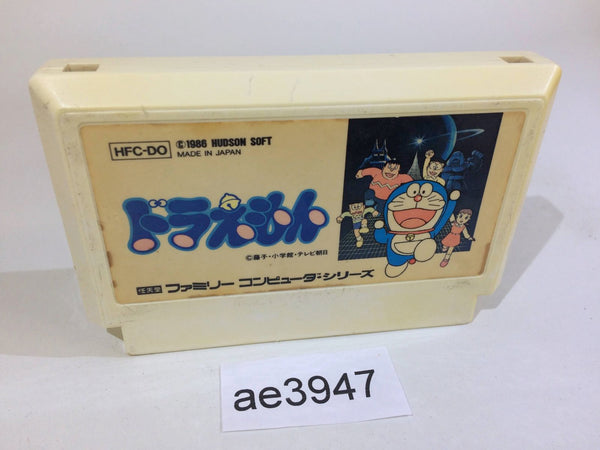 HFC-DO
©1986 HUDSON SOFT
MADE IN JAPAN
ドラえもん
©藤子・小学館・テレビ朝日
任天堂 ファミリー コンピュータ・シリーズ
ae3947